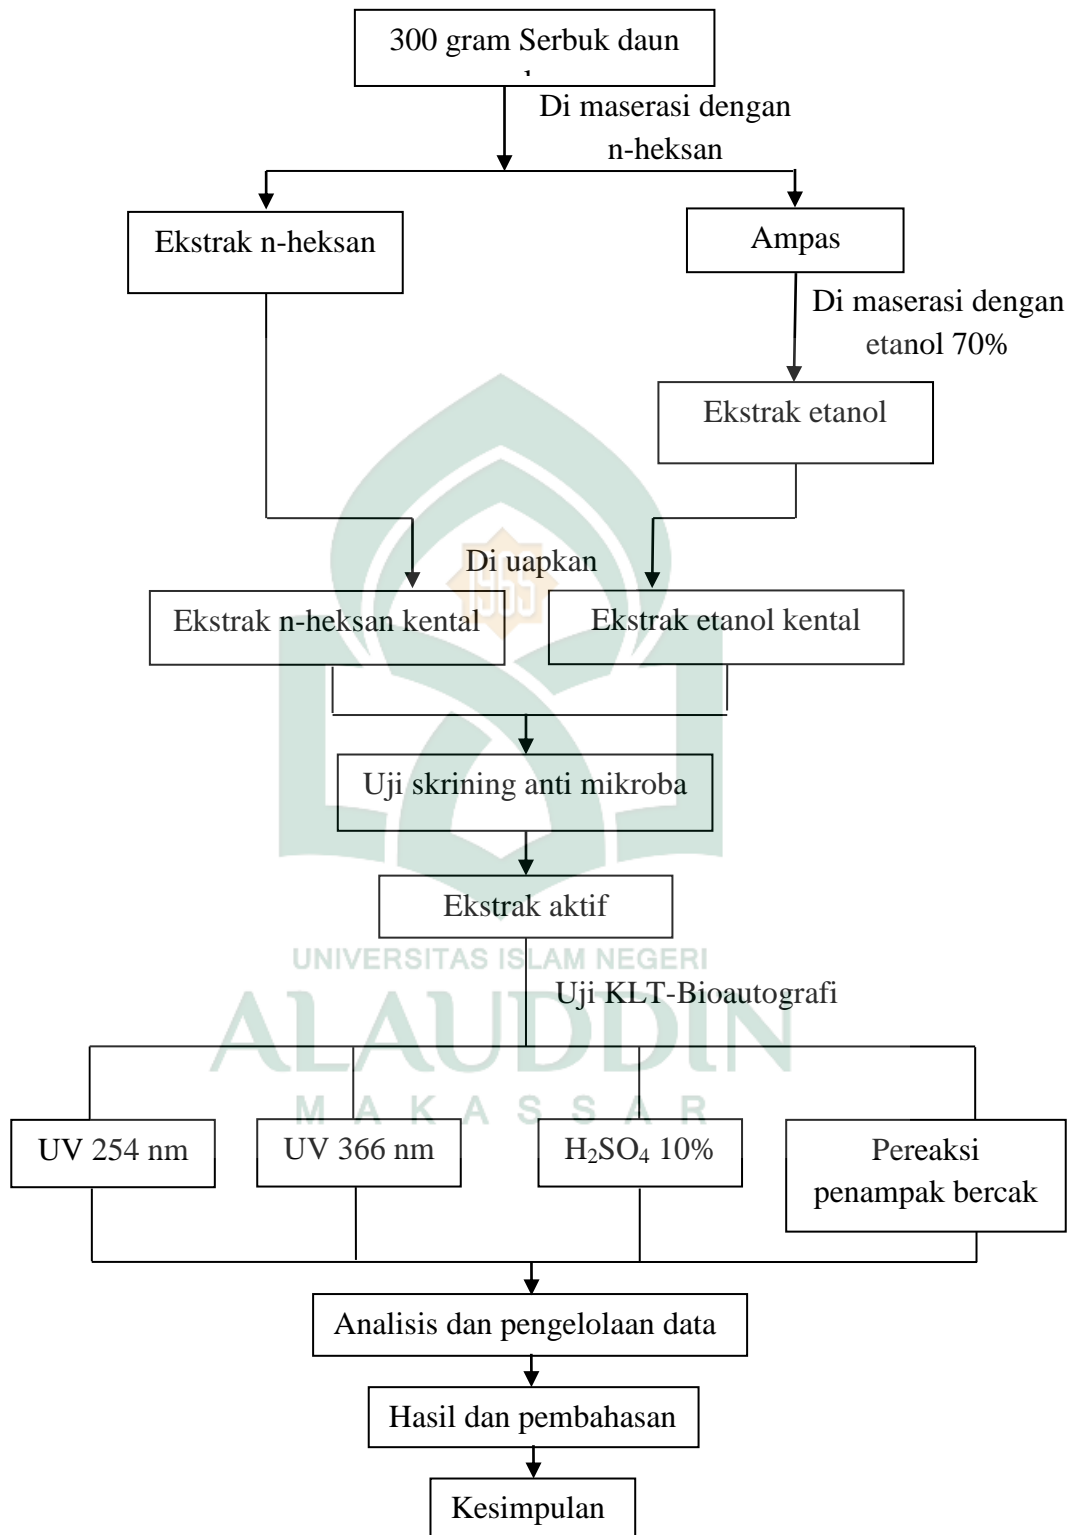 300 gram Serbuk daun
Di maserasi dengan
n-heksan
Ekstrak n-heksan
Ampas
Di maserasi dengan
etanol 70%
Ekstrak etanol
Di uapkan
1965
Ekstrak n-heksan kental
Ekstrak etanol kental
Uji skrining anti mikroba
Ekstrak aktif
UNIVERSITAS ISLAM NEGERI
Uji KLT-Bioautografi
ALAUDDIN
MAKASSAR
UV 254 nm
UV 366 nm
H₂SO₄ 10%
Pereaksi
penampak bercak
Analisis dan pengelolaan data
Hasil dan pembahasan
Kesimpulan